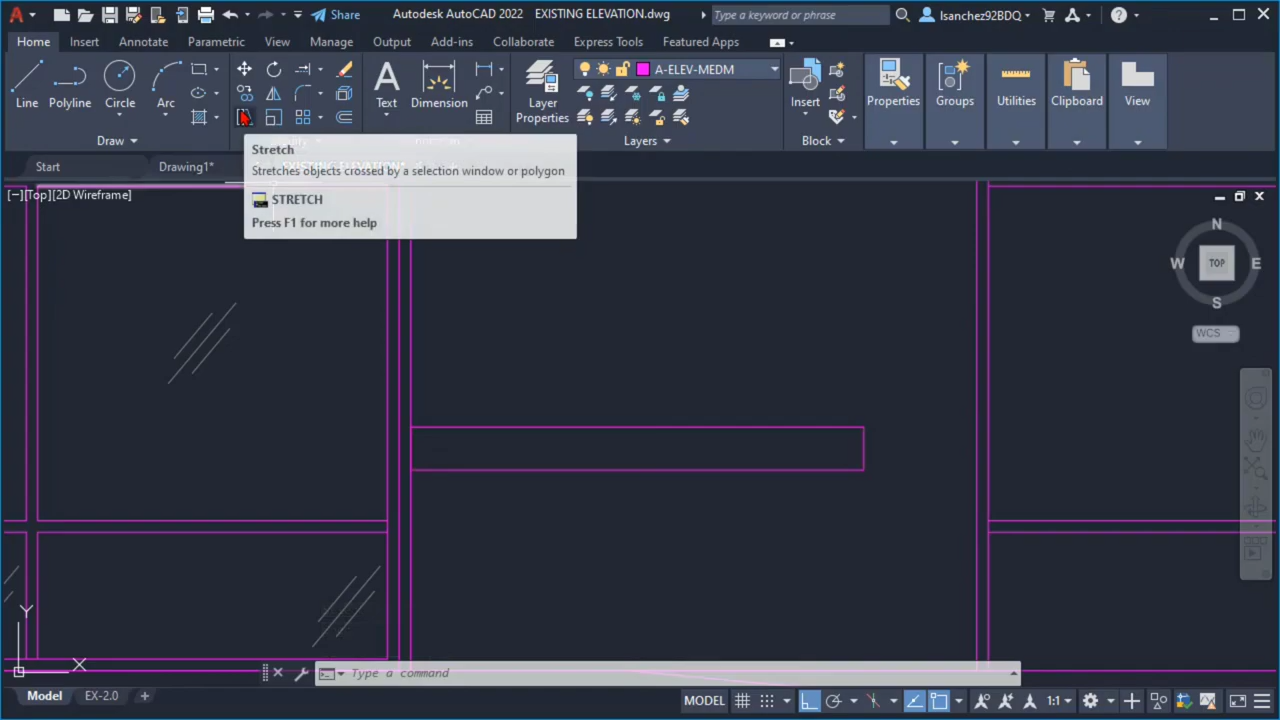 Share
Autodesk AutoCAD 2022 EXISTING ELEVATION.dwg
Type a keyword or phrase
lsanchez92BDQ
Home Insert Annotate Parametric View Manage Output Add-ins Collaborate Express Tools Featured Apps
A-ELEV-MEDM
Line Polyline Circle Arc Text Dimension Layer Properties Insert Properties Groups Utilities Clipboard View
Draw Layers Block
Start Drawing1* EXISTING ELEVATION*
Stretch
Stretches objects crossed by a selection window or polygon
STRETCH
Press F1 for more help
[−][Top][2D Wireframe]
N
W TOP E
S
WCS
Y
X
Type a command
Model EX-2.0
MODEL 1:1